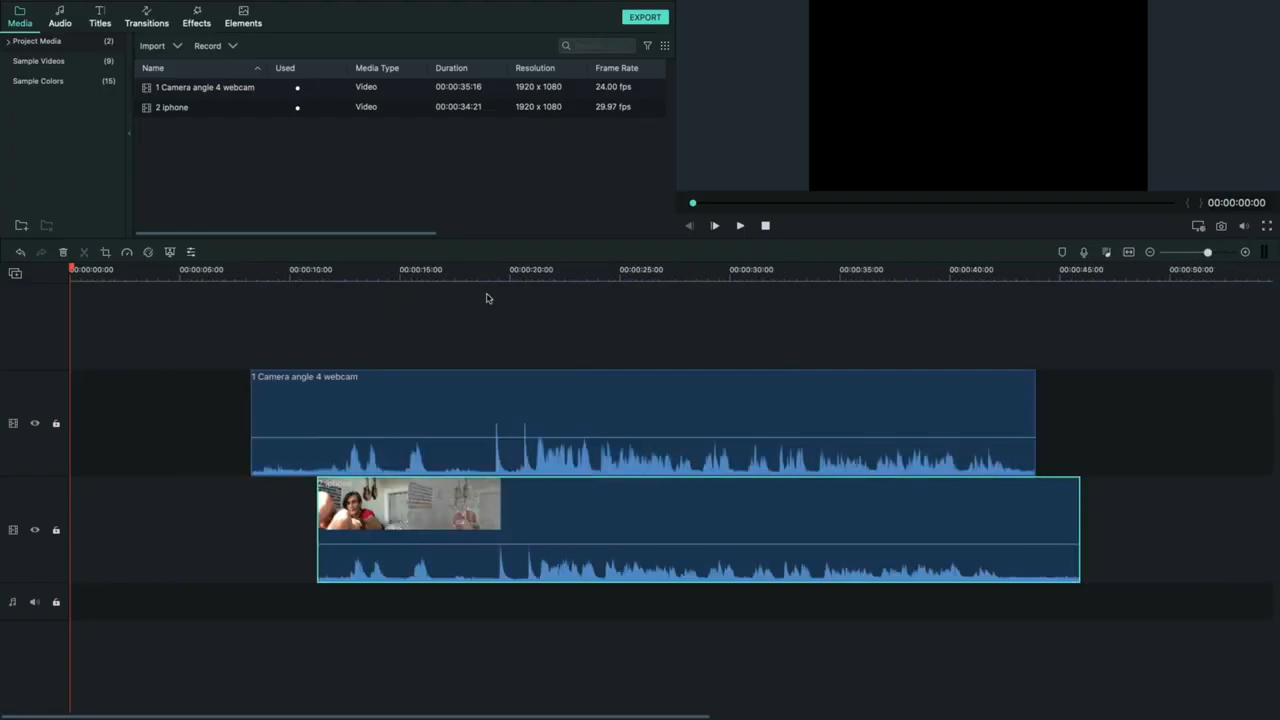 Media Audio Titles Transitions Effects Elements EXPORT
Project Media (2) Import Record
Sample Videos (9) Name Used Media Type Duration Resolution Frame Rate
Sample Colors (15) 1 Camera angle 4 webcam Video 00:00:35:16 1920 x 1080 24.00 fps
2 iphone Video 00:00:34:21 1920 x 1080 29.97 fps
00:00:00:00
00:00:00:00 00:00:05:00 00:00:10:00 00:00:15:00 00:00:20:00 00:00:25:00 00:00:30:00 00:00:35:00 00:00:40:00 00:00:45:00 00:00:50:00
1 Camera angle 4 webcam